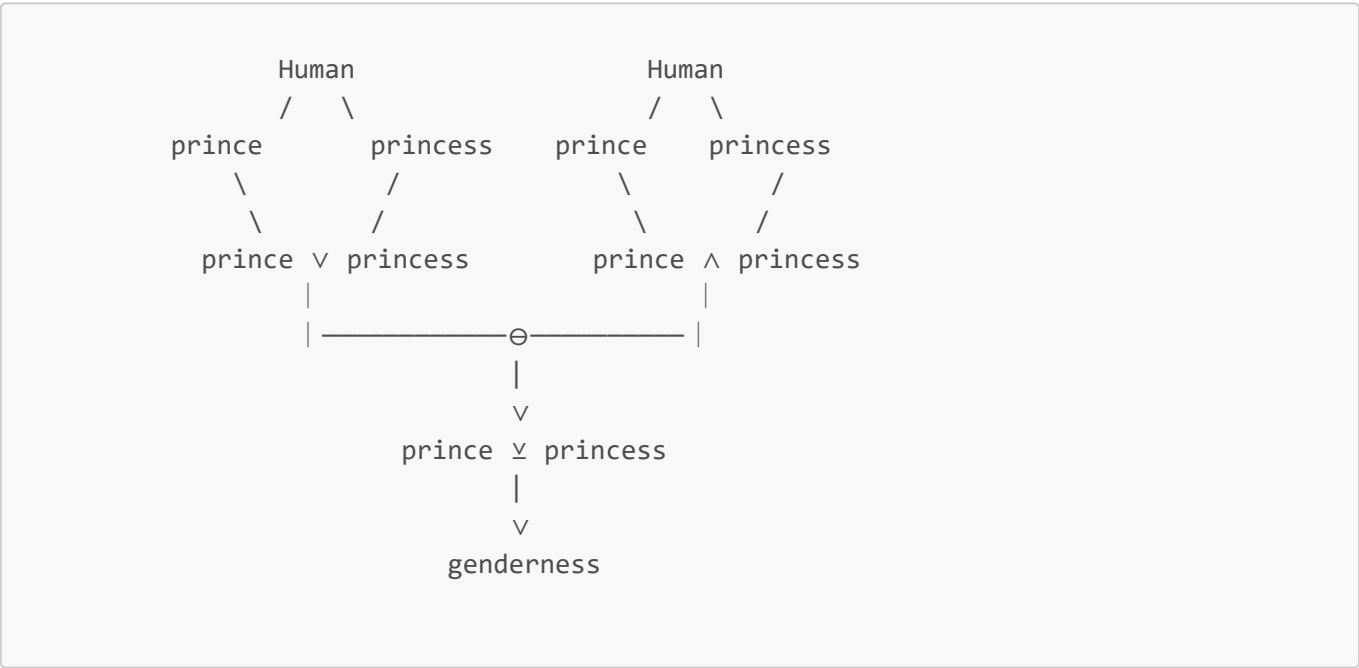 Human Human
/ \ / \
prince princess prince princess
\ / \ /
\ / \ /
prince ∨ princess prince ∧ princess
| |
|────────────⊖──────────|
|
∨
prince ⊻ princess
|
∨
genderness